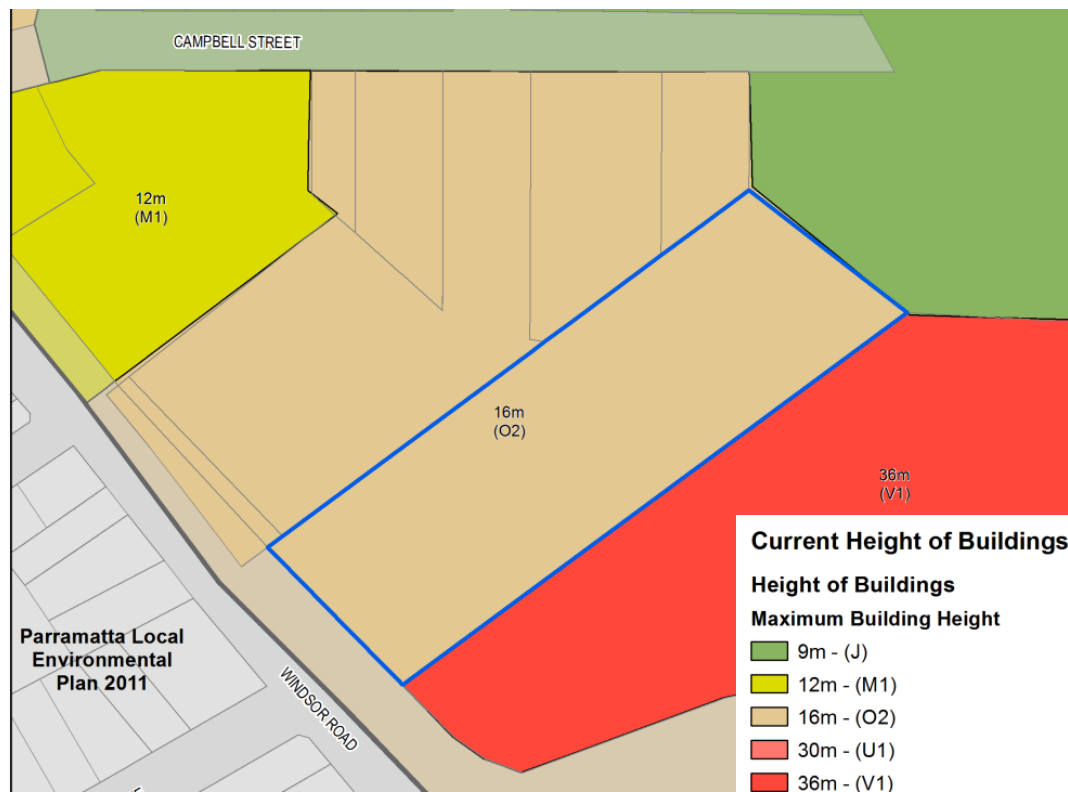 CAMPBELL STREET
12m
(M1)
16m
(O2)
36m
(V1)
Parramatta Local
Environmental
Plan 2011
WINDSOR ROAD
Current Height of Buildings
Height of Buildings
Maximum Building Height
9m - (J)
12m - (M1)
16m - (O2)
30m - (U1)
36m - (V1)